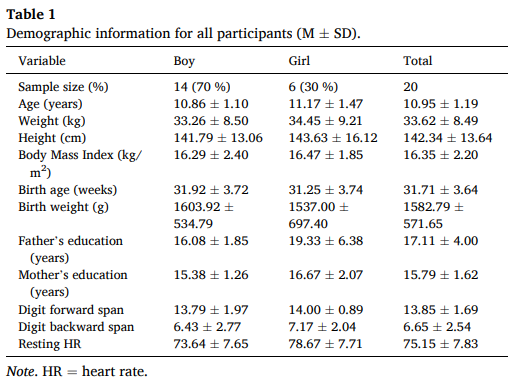 Table 1
Demographic information for all participants (M ± SD).
Variable Boy Girl Total
Sample size (%) 14 (70 %) 6 (30 %) 20
Age (years) 10.86 ± 1.10 11.17 ± 1.47 10.95 ± 1.19
Weight (kg) 33.26 ± 8.50 34.45 ± 9.21 33.62 ± 8.49
Height (cm) 141.79 ± 13.06 143.63 ± 16.12 142.34 ± 13.64
Body Mass Index (kg/ 16.29 ± 2.40 16.47 ± 1.85 16.35 ± 2.20
m²)
Birth age (weeks) 31.92 ± 3.72 31.25 ± 3.74 31.71 ± 3.64
Birth weight (g) 1603.92 ± 1537.00 ± 1582.79 ±
534.79 697.40 571.65
Father's education 16.08 ± 1.85 19.33 ± 6.38 17.11 ± 4.00
(years)
Mother's education 15.38 ± 1.26 16.67 ± 2.07 15.79 ± 1.62
(years)
Digit forward span 13.79 ± 1.97 14.00 ± 0.89 13.85 ± 1.69
Digit backward span 6.43 ± 2.77 7.17 ± 2.04 6.65 ± 2.54
Resting HR 73.64 ± 7.65 78.67 ± 7.71 75.15 ± 7.83
Note. HR = heart rate.